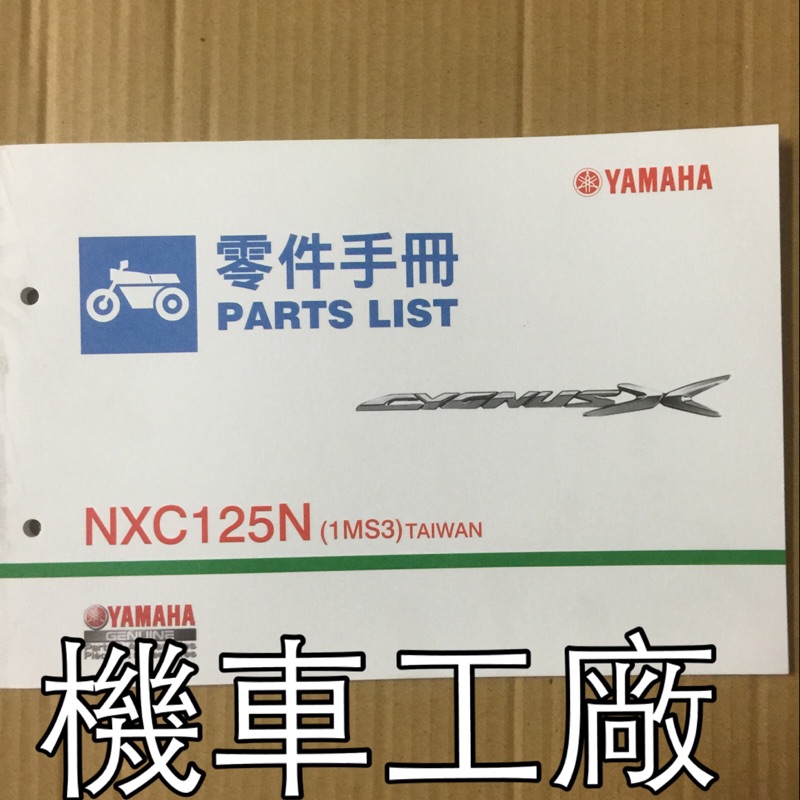 YAMAHA
零件手冊
PARTS LIST
CYGNUS X
NXC125N (1MS3) TAIWAN
YAMAHA
GENUINE
機車工廠